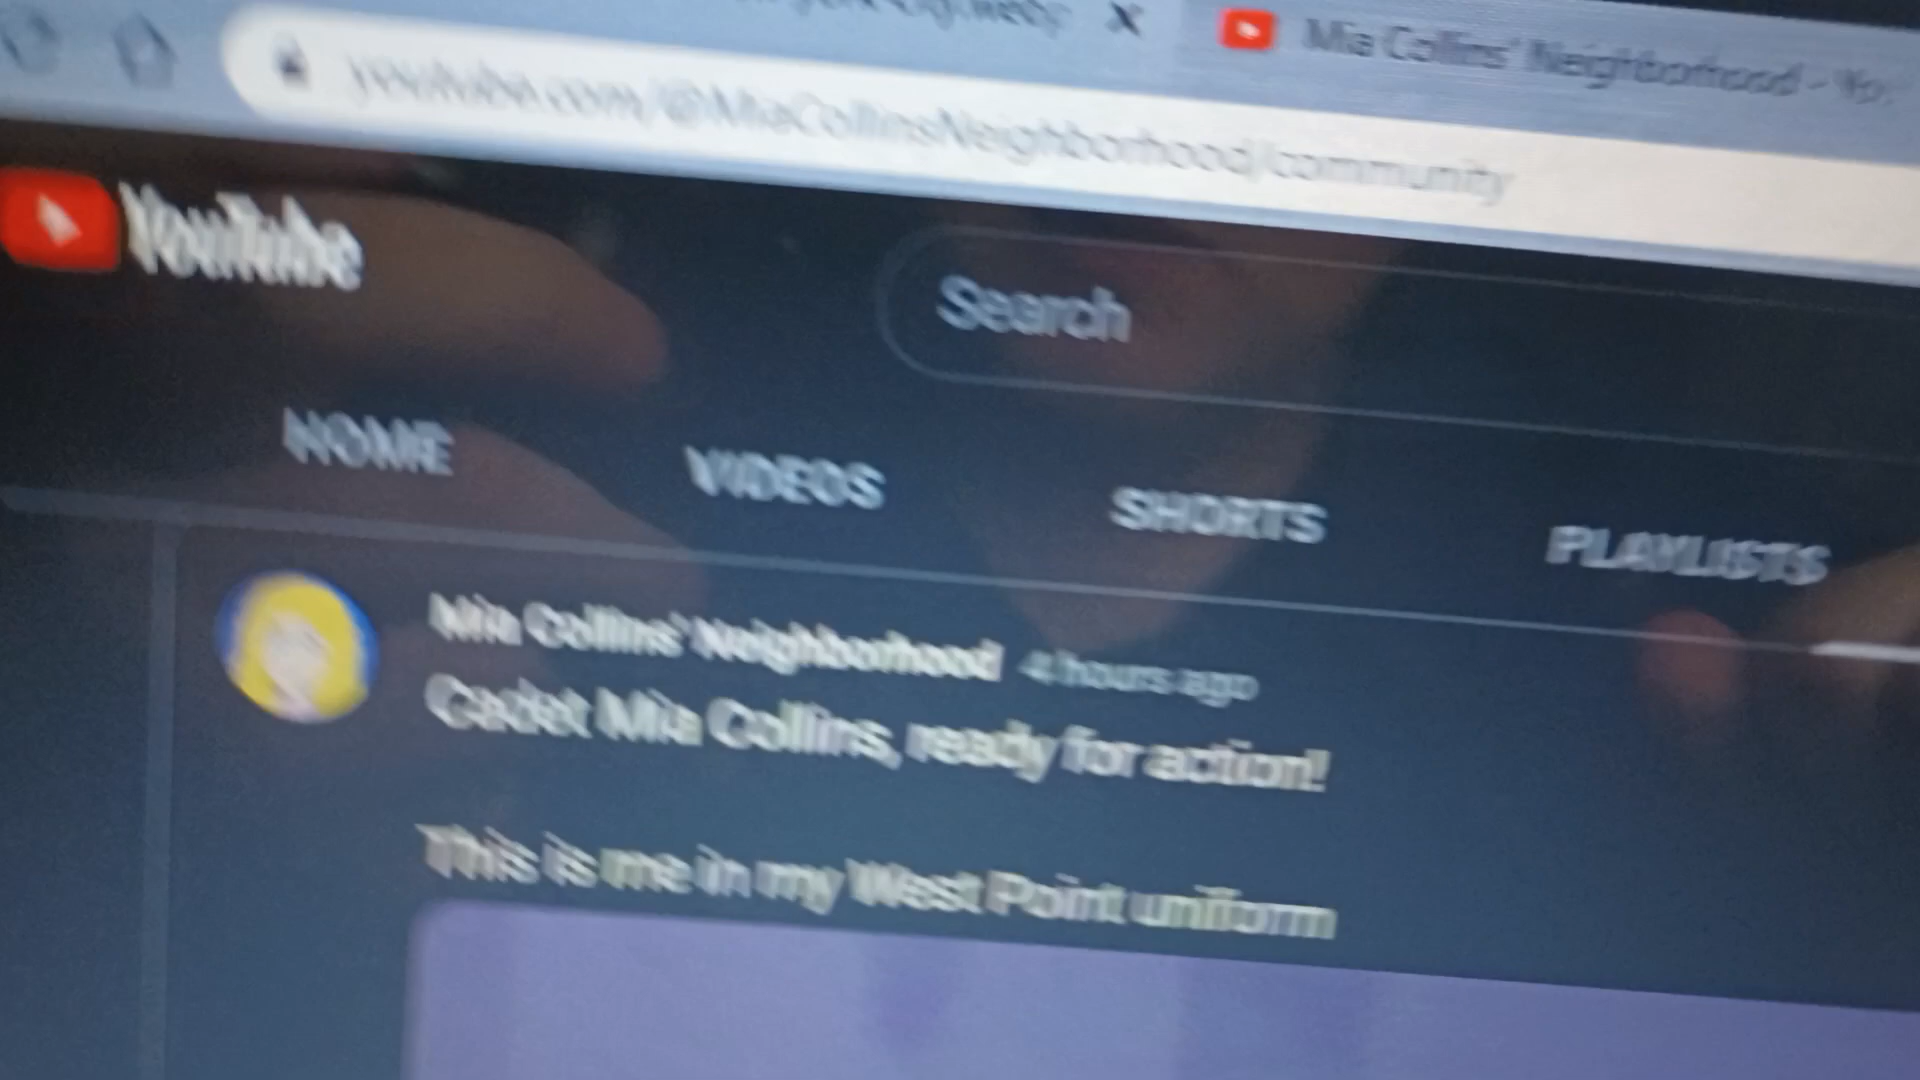 Mia Collins' Neighborhood - Yo
youtube.com/@MiaCollinsNeighborhood/community
YouTube
Search
HOME VIDEOS SHORTS PLAYLISTS
Mia Collins' Neighborhood 4 hours ago
Cadet Mia Collins, ready for action!
This is me in my West Point uniform